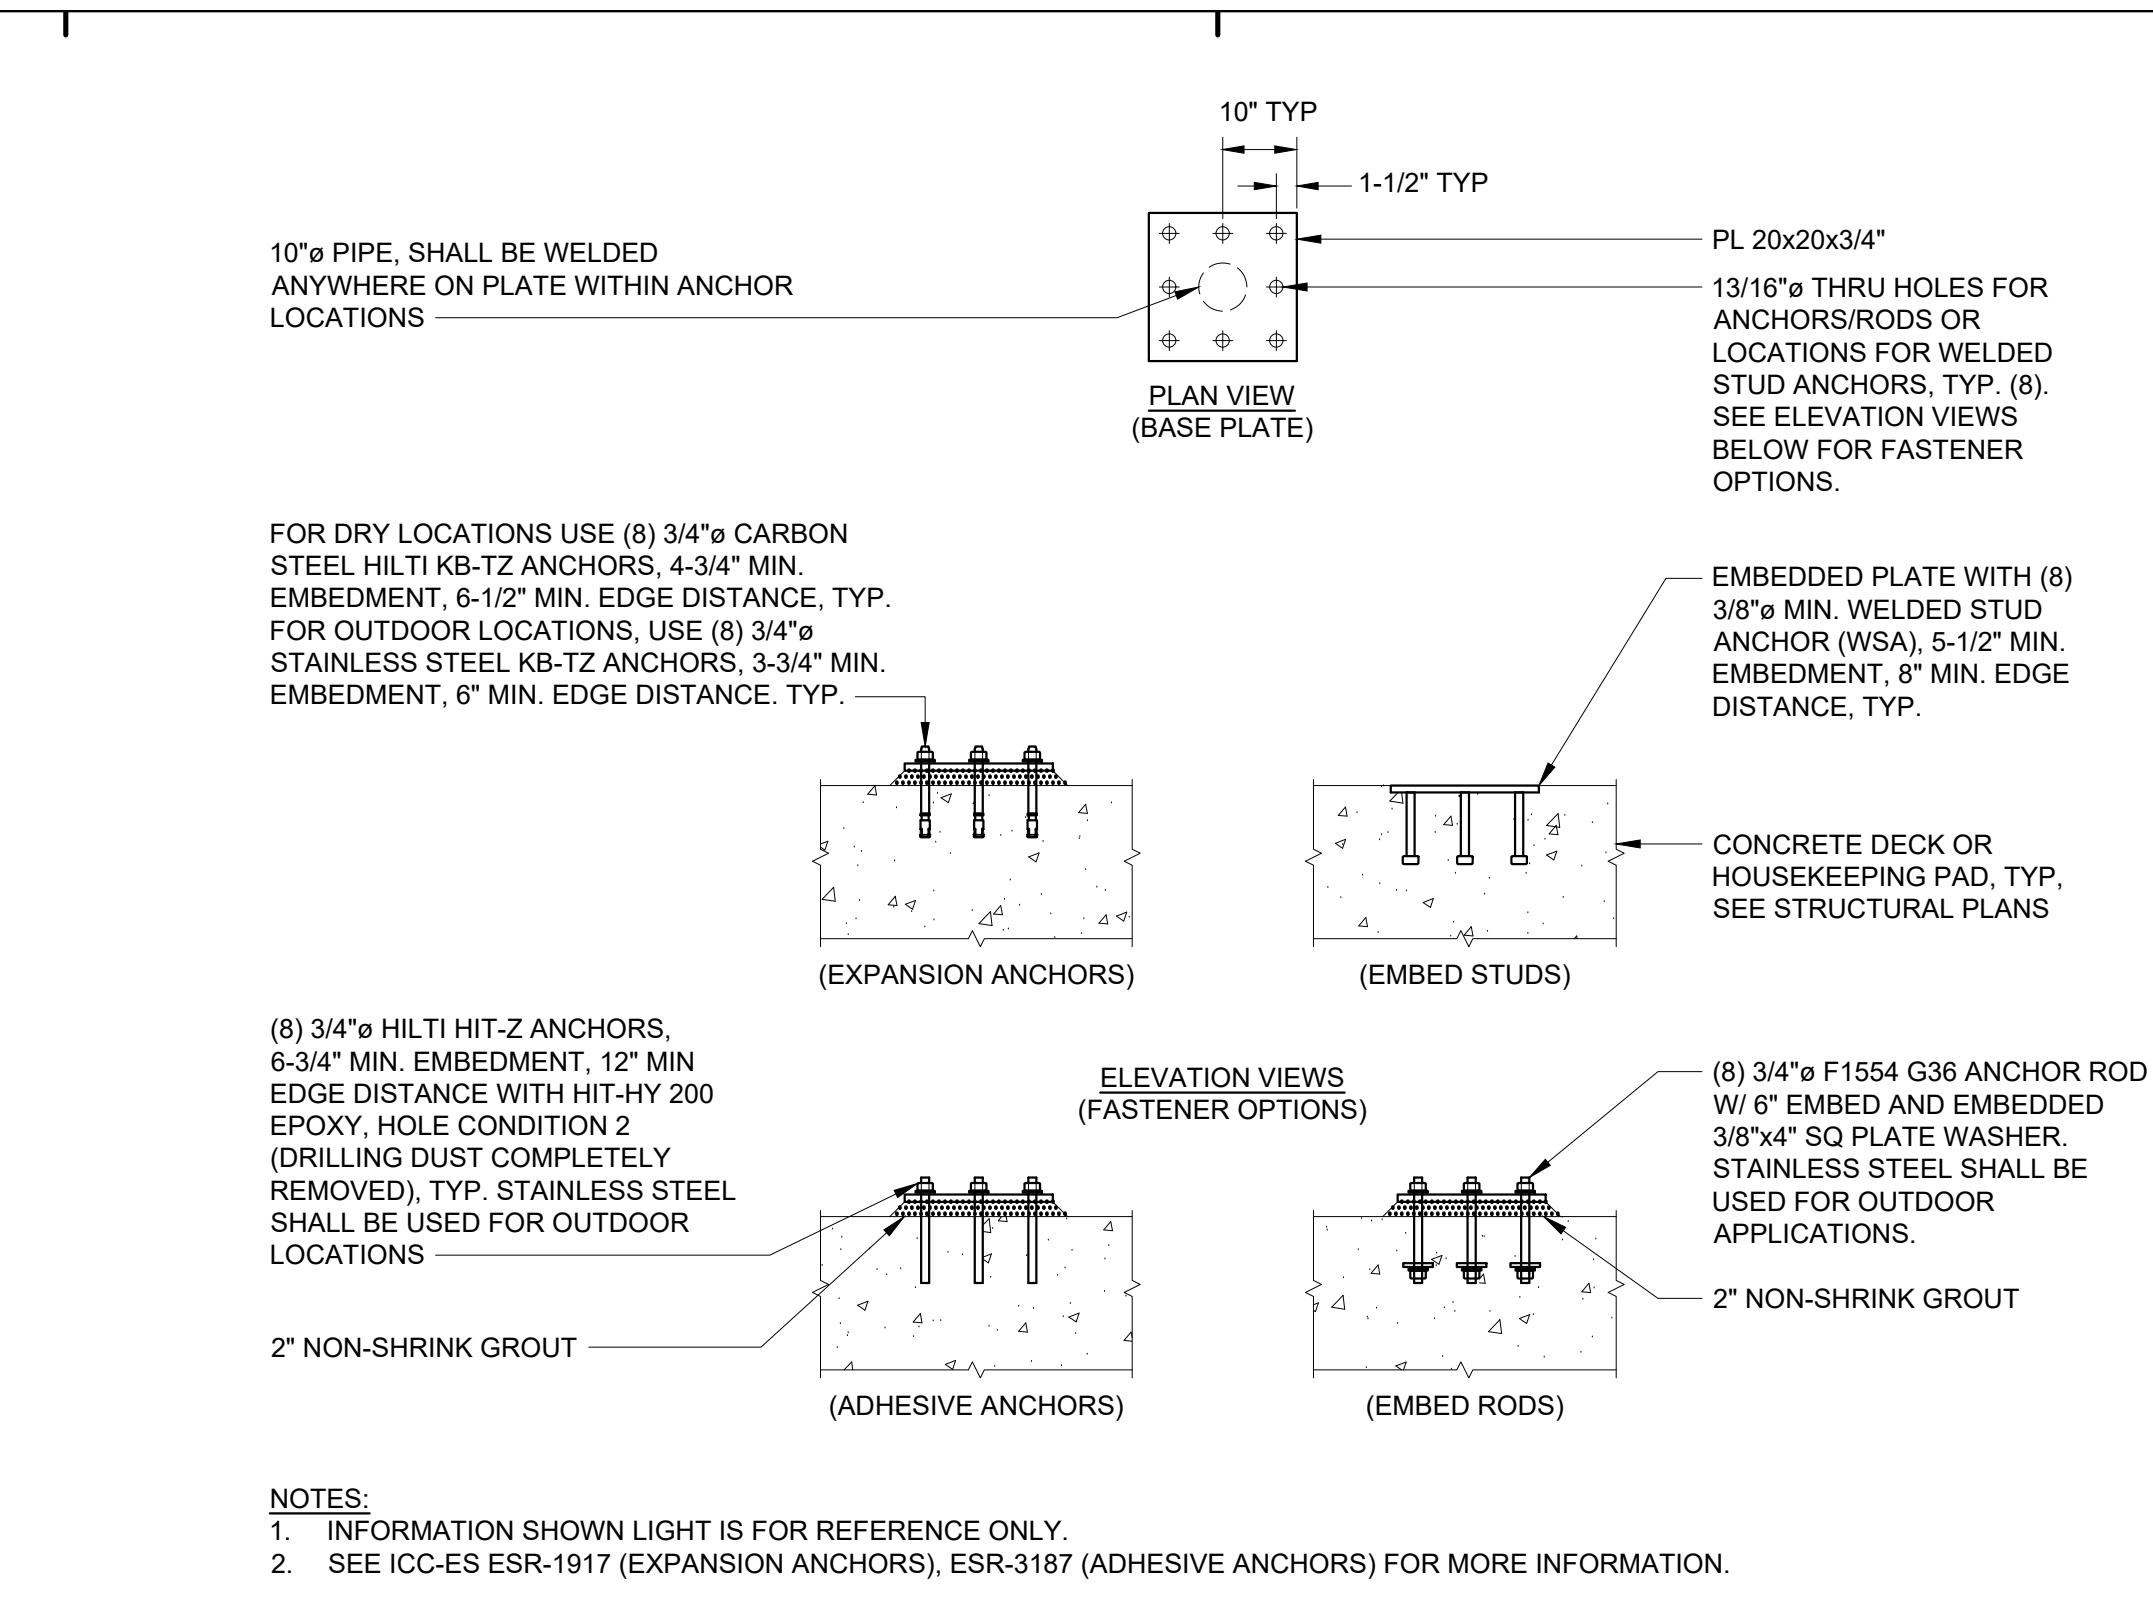 10" TYP
1-1/2" TYP
10"ø PIPE, SHALL BE WELDED
ANYWHERE ON PLATE WITHIN ANCHOR
LOCATIONS
PL 20x20x3/4"
13/16"ø THRU HOLES FOR
ANCHORS/RODS OR
LOCATIONS FOR WELDED
STUD ANCHORS, TYP. (8).
SEE ELEVATION VIEWS
BELOW FOR FASTENER
OPTIONS.
PLAN VIEW
(BASE PLATE)
FOR DRY LOCATIONS USE (8) 3/4"ø CARBON
STEEL HILTI KB-TZ ANCHORS, 4-3/4" MIN.
EMBEDMENT, 6-1/2" MIN. EDGE DISTANCE, TYP.
FOR OUTDOOR LOCATIONS, USE (8) 3/4"ø
STAINLESS STEEL KB-TZ ANCHORS, 3-3/4" MIN.
EMBEDMENT, 6" MIN. EDGE DISTANCE. TYP.
EMBEDDED PLATE WITH (8)
3/8"ø MIN. WELDED STUD
ANCHOR (WSA), 5-1/2" MIN.
EMBEDMENT, 8" MIN. EDGE
DISTANCE, TYP.
CONCRETE DECK OR
HOUSEKEEPING PAD, TYP,
SEE STRUCTURAL PLANS
(EXPANSION ANCHORS)
(EMBED STUDS)
(8) 3/4"ø HILTI HIT-Z ANCHORS,
6-3/4" MIN. EMBEDMENT, 12" MIN
EDGE DISTANCE WITH HIT-HY 200
EPOXY, HOLE CONDITION 2
(DRILLING DUST COMPLETELY
REMOVED), TYP. STAINLESS STEEL
SHALL BE USED FOR OUTDOOR
LOCATIONS
2" NON-SHRINK GROUT
ELEVATION VIEWS
(FASTENER OPTIONS)
(8) 3/4"ø F1554 G36 ANCHOR ROD
W/ 6" EMBED AND EMBEDDED
3/8"x4" SQ PLATE WASHER.
STAINLESS STEEL SHALL BE
USED FOR OUTDOOR
APPLICATIONS.
2" NON-SHRINK GROUT
(ADHESIVE ANCHORS)
(EMBED RODS)
NOTES:
1. INFORMATION SHOWN LIGHT IS FOR REFERENCE ONLY.
2. SEE ICC-ES ESR-1917 (EXPANSION ANCHORS), ESR-3187 (ADHESIVE ANCHORS) FOR MORE INFORMATION.